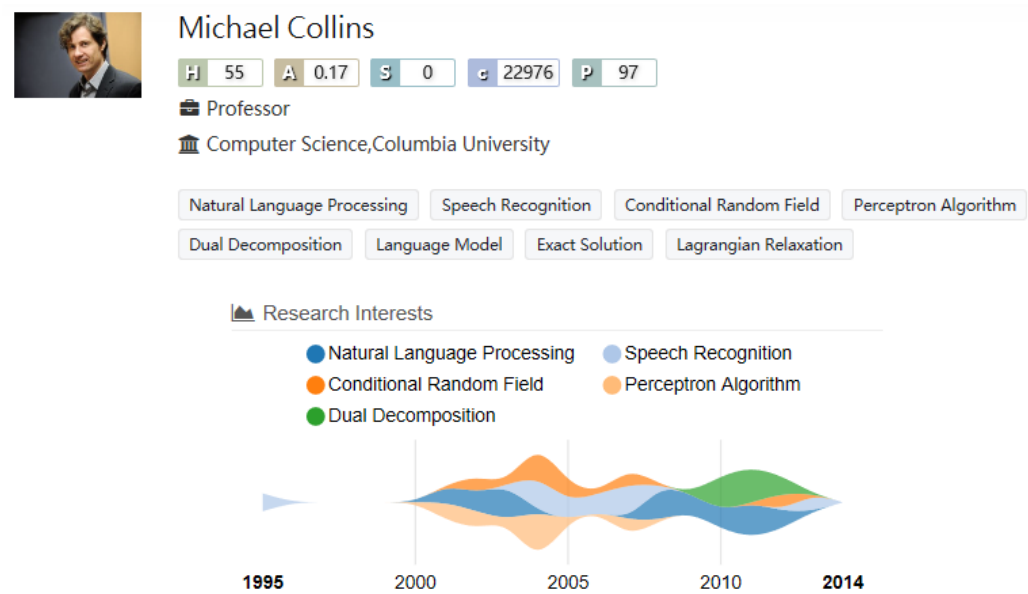 Michael Collins
H 55 A 0.17 S 0 c 22976 P 97
Professor
Computer Science,Columbia University
Natural Language Processing Speech Recognition Conditional Random Field Perceptron Algorithm
Dual Decomposition Language Model Exact Solution Lagrangian Relaxation
Research Interests
Natural Language Processing Speech Recognition
Conditional Random Field Perceptron Algorithm
Dual Decomposition
1995 2000 2005 2010 2014